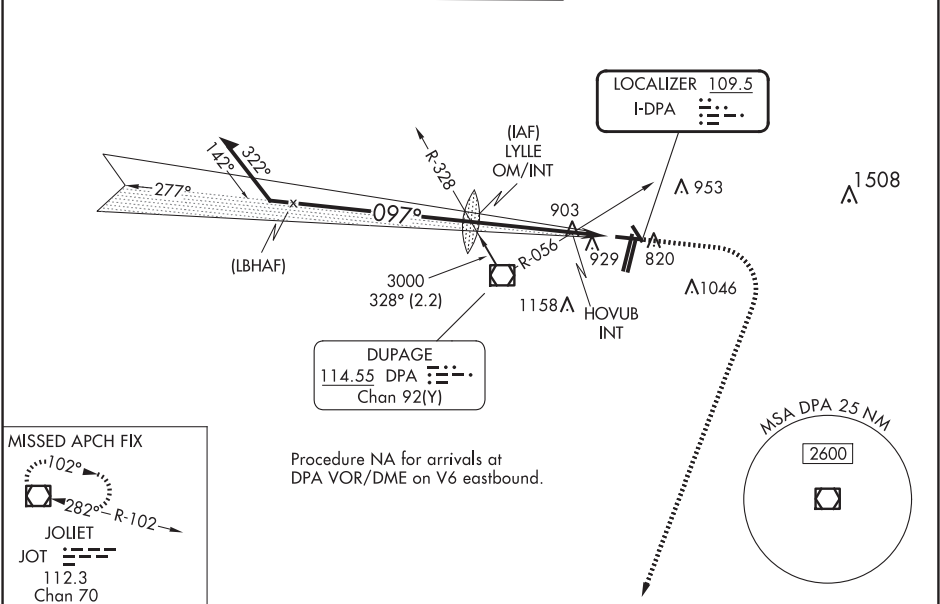 LOCALIZER 109.5
I-DPA
(IAF)
LYLLE
OM/INT
R-328
322°
142°
277°
097°
(LBHAF)
903
953
1508
R-056
929
820
3000
328° (2.2)
1158
HOVUB
INT
1046
DUPAGE
114.55 DPA
Chan 92(Y)
Procedure NA for arrivals at
DPA VOR/DME on V6 eastbound.
MSA DPA 25 NM
2600
MISSED APCH FIX
102°
282°
R-102
JOLIET
JOT
112.3
Chan 70